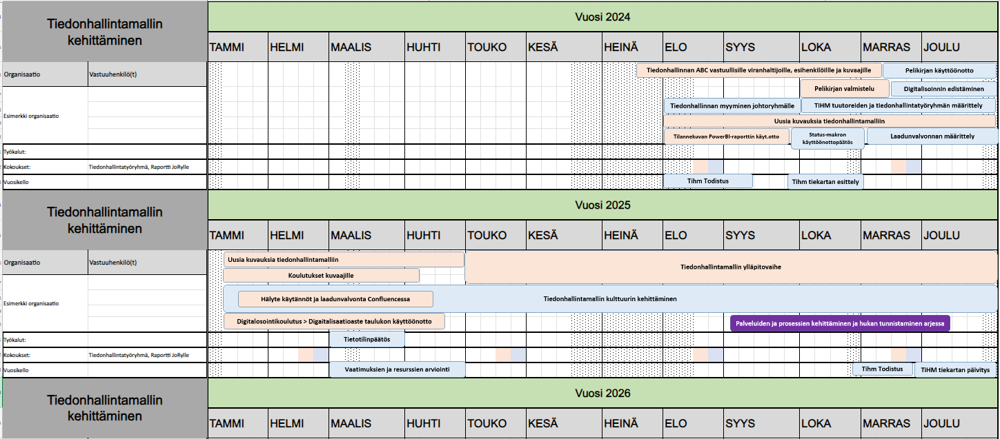 Tiedonhallintamallin
kehittäminen
Vuosi 2024
TAMMI HELMI MAALIS HUHTI TOUKO KESÄ HEINÄ ELO SYYS LOKA MARRAS JOULU
Organisaatio Vastuuhenkilö(t)
Tiedonhallinnan ABC vastuullisille viranhaltijoille, esihenkilöillle ja kuvaajille
Pelikirjan käyttöönotto
Pelikirjan valmistelu
Digitalisoinnin edistäminen
Esimerkki organisaatio
Tiedonhallinnan myyminen johtoryhmälle
TiHM tuutoreiden ja tiedonhallintatyöryhmän määrittely
Uusia kuvauksia tiedonhallintamalliin
Tilannekuvan PowerBI-raporttin käyt.otto
Status-makron
käyttöönottopäätös
Laadunvalvonnan määrittely
Työkalut:
Kokoukset: Tiedonhallintatyöryhmä, Raportti JoRylle
Vuosikello
Tihm Todistus
Tihm tiekartan esittely
Tiedonhallintamallin
kehittäminen
Vuosi 2025
TAMMI HELMI MAALIS HUHTI TOUKO KESÄ HEINÄ ELO SYYS LOKA MARRAS JOULU
Organisaatio Vastuuhenkilö(t)
Uusia kuvauksia tiedonhallintamalliin
Tiedonhallintamallin ylläpitovaihe
Koulutukset kuvaajille
Esimerkki organisaatio
Hälyte käytännöt ja laadunvalvonta Confluencessa
Tiedonhallintamallin kulttuurin kehittäminen
Digitalosointikoulutus > Digaitalisaatioaste taulukon käyttöönotto
Palveluiden ja prosessien kehittäminen ja hukan tunnistaminen arjessa
Työkalut:
Tietotilinpäätös
Kokoukset: Tiedonhallintatyöryhmä, Raportti JoRylle
Vuosikello
Vaatimuksien ja resurssien arviointi
Tihm Todistus
TiHM tiekartan päivitys
Tiedonhallintamallin
kehittäminen
Vuosi 2026
TAMMI HELMI MAALIS HUHTI TOUKO KESÄ HEINÄ ELO SYYS LOKA MARRAS JOULU